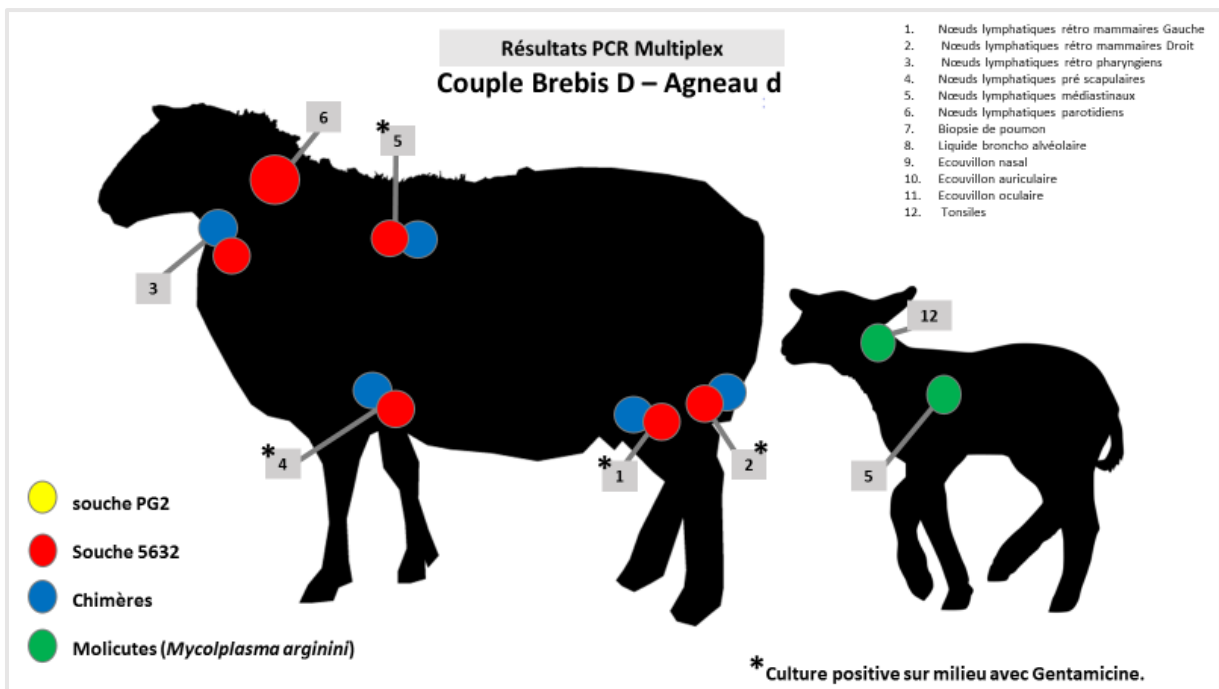 Résultats PCR Multiplex
Couple Brebis D – Agneau d
:
1. Nœuds lymphatiques rétro mammaires Gauche
2. Nœuds lymphatiques rétro mammaires Droit
3. Nœuds lymphatiques rétro pharyngiens
4. Nœuds lymphatiques pré scapulaires
5. Nœuds lymphatiques médiastinaux
6. Nœuds lymphatiques parotidiens
7. Biopsie de poumon
8. Liquide broncho alvéolaire
9. Ecouvillon nasal
10. Ecouvillon auriculaire
11. Ecouvillon oculaire
12. Tonsiles
6
*5
3
12
*4
*1
2*
5
souche PG2
Souche 5632
Chimères
Molicutes (Mycolplasma arginini)
*Culture positive sur milieu avec Gentamicine.